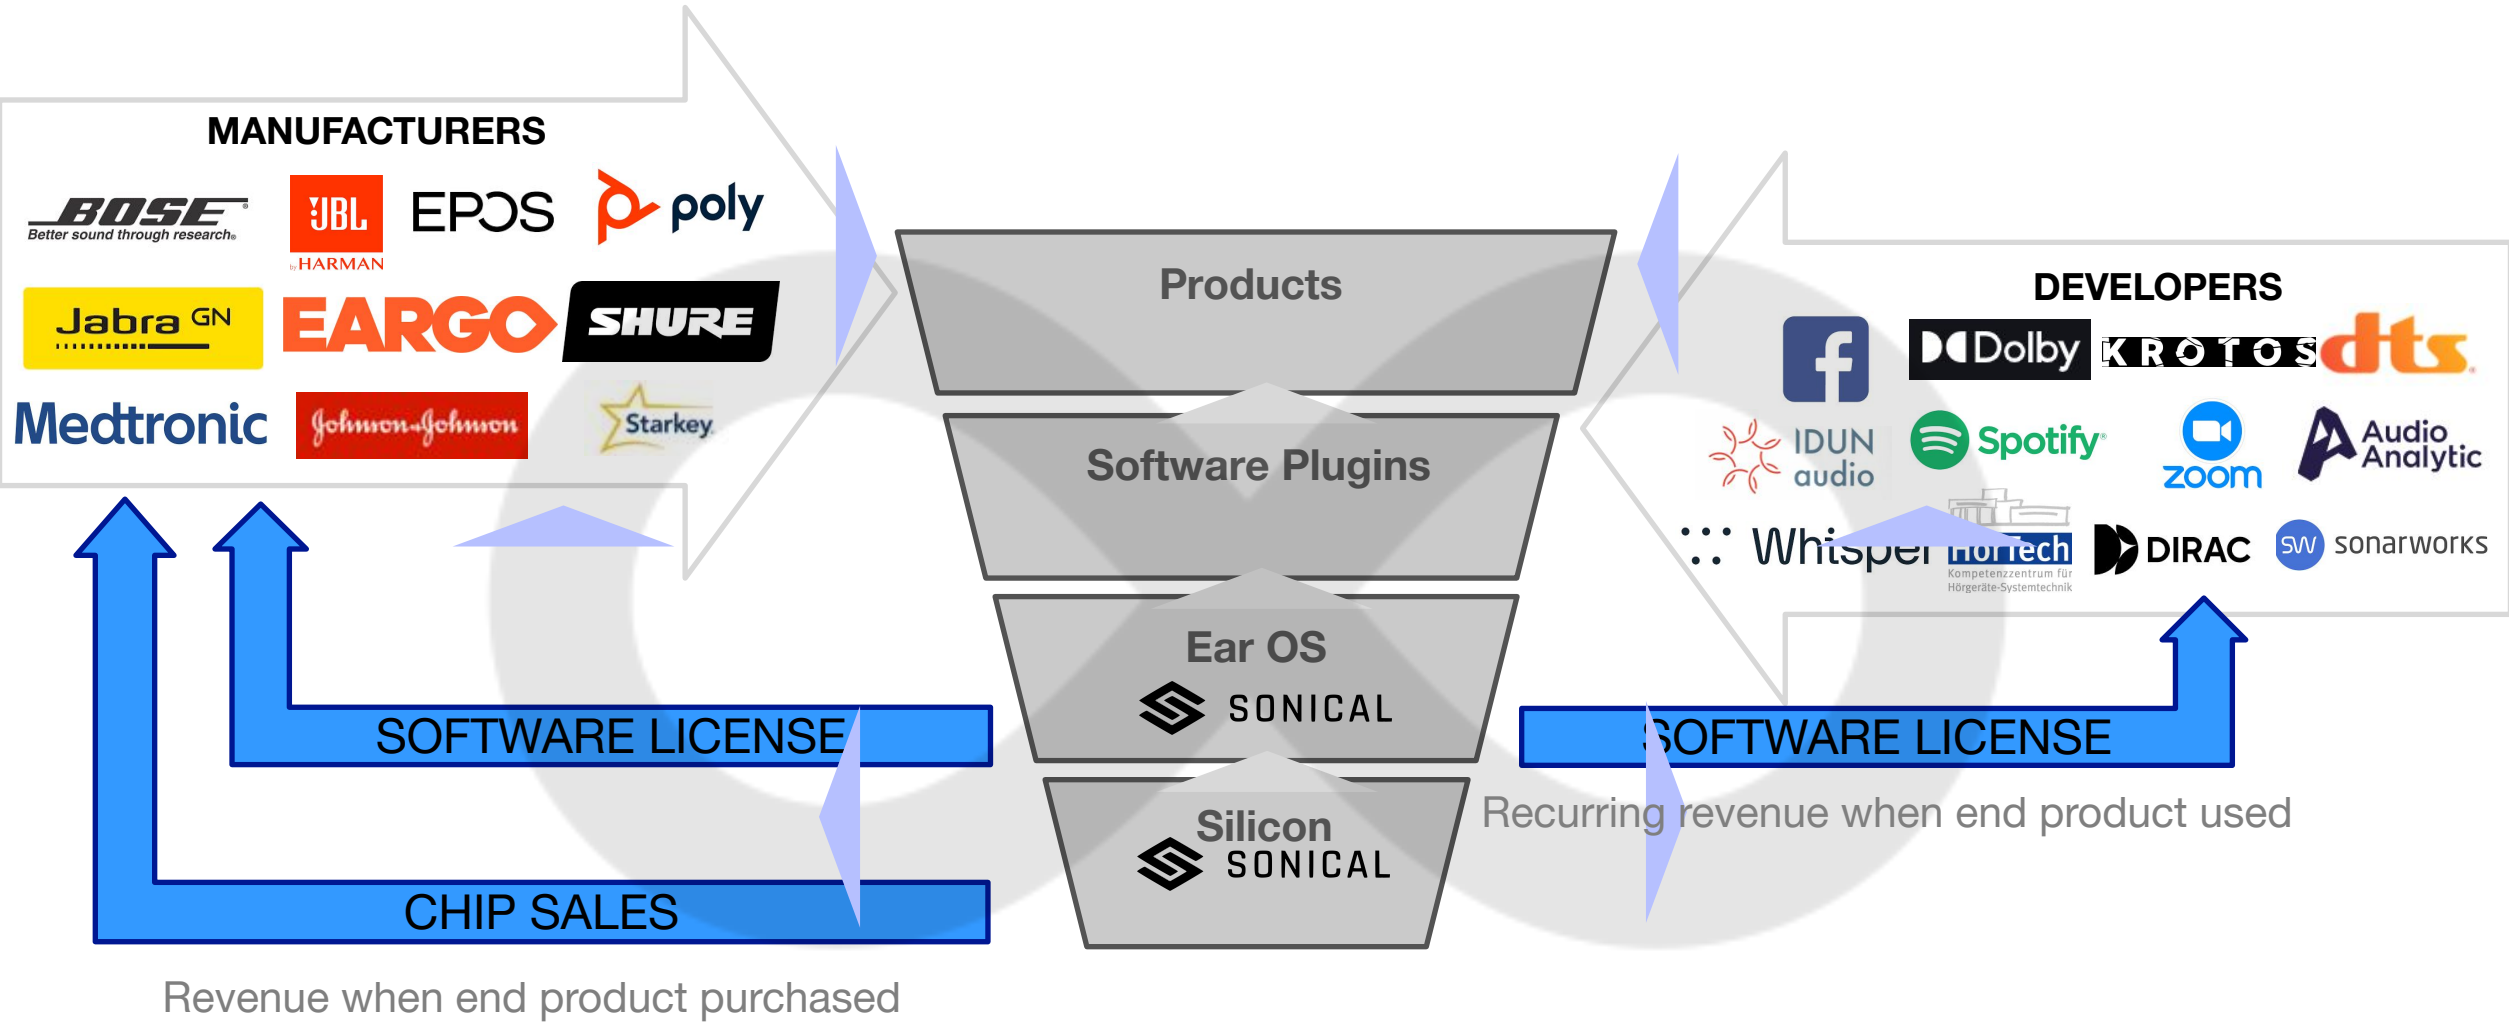 MANUFACTURERS
BOSE®
Better sound through research®
JBL
by HARMAN
EPOS
poly
Jabra GN
EARGO
SHURE
Medtronic
Johnson & Johnson
Starkey.
SOFTWARE LICENSE
CHIP SALES
Revenue when end product purchased
Products
Software Plugins
Ear OS
SONICAL
Silicon
SONICAL
DEVELOPERS
f
Dolby
KROTOS
dts
IDUN
audio
Spotify®
zoom
Audio
Analytic
Whisper
HörTech
Kompetenzzentrum für
Hörgeräte-Systemtechnik
DIRAC
SW sonarworks
SOFTWARE LICENSE
Recurring revenue when end product used